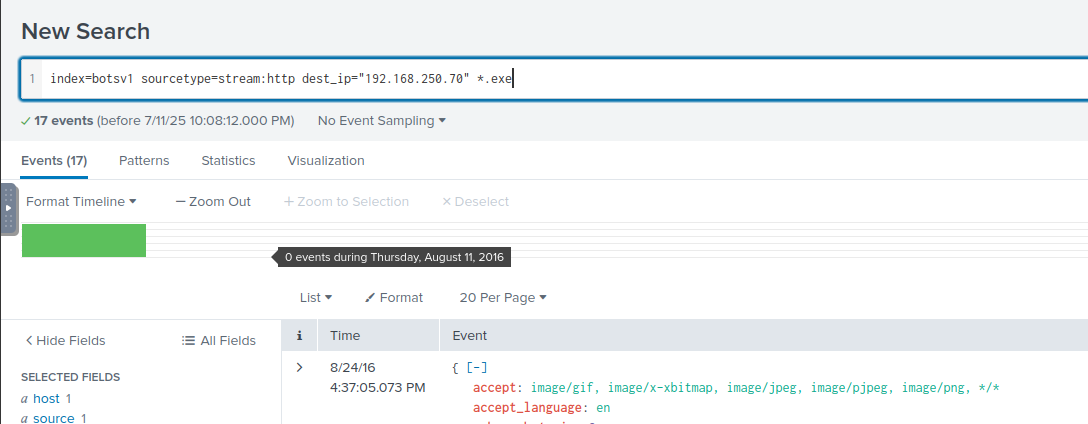 New Search
1 index=botsv1 sourcetype=stream:http dest_ip="192.168.250.70" *.exe
17 events (before 7/11/25 10:08:12.000 PM) No Event Sampling
Events (17) Patterns Statistics Visualization
Format Timeline — Zoom Out + Zoom to Selection × Deselect
0 events during Thursday, August 11, 2016
List Format 20 Per Page
< Hide Fields All Fields
i Time Event
SELECTED FIELDS
a host 1
a source 1
> 8/24/16
4:37:05.073 PM
{ [-]
accept: image/gif, image/x-xbitmap, image/jpeg, image/pjpeg, image/png, */*
accept_language: en